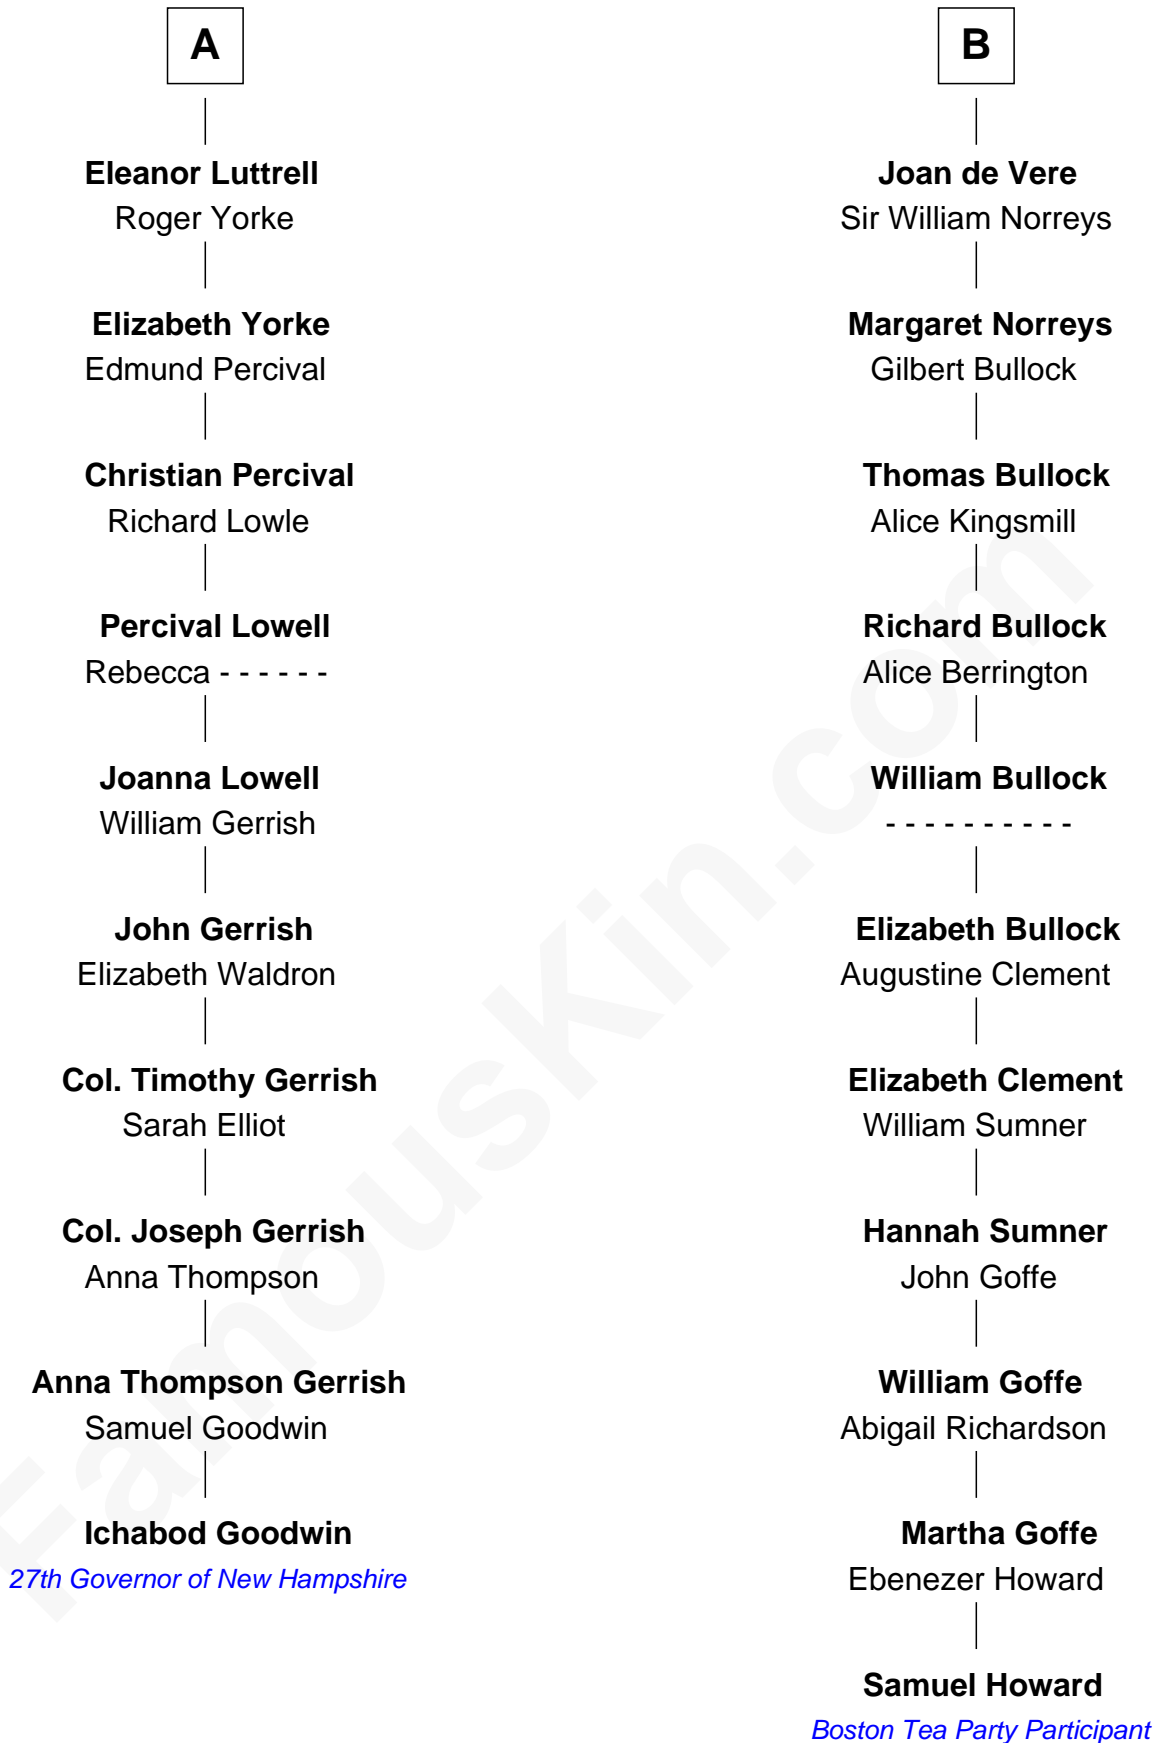 A
Eleanor Luttrell
Roger Yorke
Elizabeth Yorke
Edmund Percival
Christian Percival
Richard Lowle
Percival Lowell
Rebecca - - - - - -
Joanna Lowell
William Gerrish
John Gerrish
Elizabeth Waldron
Col. Timothy Gerrish
Sarah Elliot
Col. Joseph Gerrish
Anna Thompson
Anna Thompson Gerrish
Samuel Goodwin
Ichabod Goodwin
27th Governor of New Hampshire
B
Joan de Vere
Sir William Norreys
Margaret Norreys
Gilbert Bullock
Thomas Bullock
Alice Kingsmill
Richard Bullock
Alice Berrington
William Bullock
- - - - - - - - - -
Elizabeth Bullock
Augustine Clement
Elizabeth Clement
William Sumner
Hannah Sumner
John Goffe
William Goffe
Abigail Richardson
Martha Goffe
Ebenezer Howard
Samuel Howard
Boston Tea Party Participant
FamousKin.com